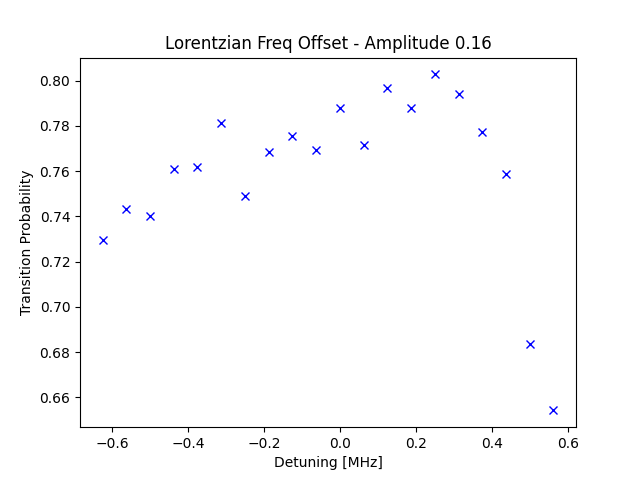 Lorentzian Freq Offset - Amplitude 0.16
Transition Probability
0.80
0.78
0.76
0.74
0.72
0.70
0.68
0.66
−0.6 −0.4 −0.2 0.0 0.2 0.4 0.6
Detuning [MHz]